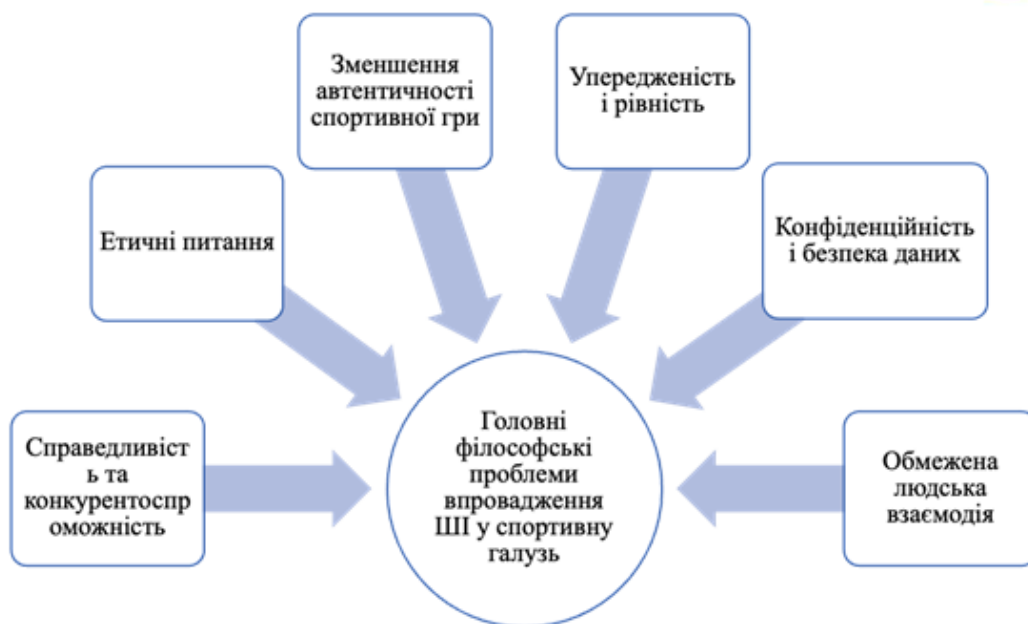 Зменшення
автентичності
спортивної гри
Упередженість
і рівність
Етичні питання
Конфіденційність
і безпека даних
Справедливіст
ь та
конкурентоспр
оможність
Головні
філософські
проблеми
впровадження
ШІ у спортивну
галузь
Обмежена
людська
взаємодія